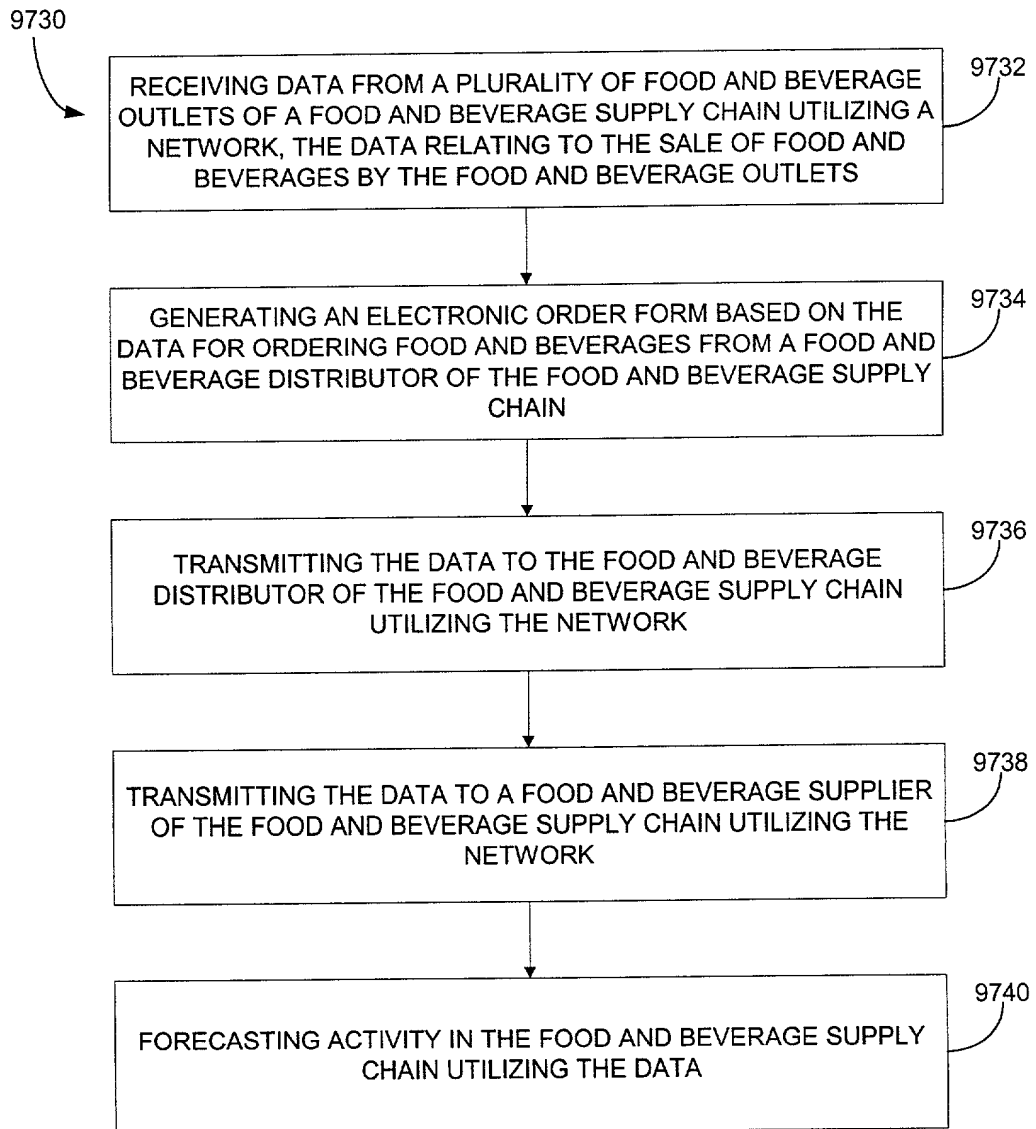 9730
RECEIVING DATA FROM A PLURALITY OF FOOD AND BEVERAGE
OUTLETS OF A FOOD AND BEVERAGE SUPPLY CHAIN UTILIZING A
NETWORK, THE DATA RELATING TO THE SALE OF FOOD AND
BEVERAGES BY THE FOOD AND BEVERAGE OUTLETS
9732
GENERATING AN ELECTRONIC ORDER FORM BASED ON THE
DATA FOR ORDERING FOOD AND BEVERAGES FROM A FOOD AND
BEVERAGE DISTRIBUTOR OF THE FOOD AND BEVERAGE SUPPLY
CHAIN
9734
TRANSMITTING THE DATA TO THE FOOD AND BEVERAGE
DISTRIBUTOR OF THE FOOD AND BEVERAGE SUPPLY CHAIN
UTILIZING THE NETWORK
9736
TRANSMITTING THE DATA TO A FOOD AND BEVERAGE SUPPLIER
OF THE FOOD AND BEVERAGE SUPPLY CHAIN UTILIZING THE
NETWORK
9738
FORECASTING ACTIVITY IN THE FOOD AND BEVERAGE SUPPLY
CHAIN UTILIZING THE DATA
9740